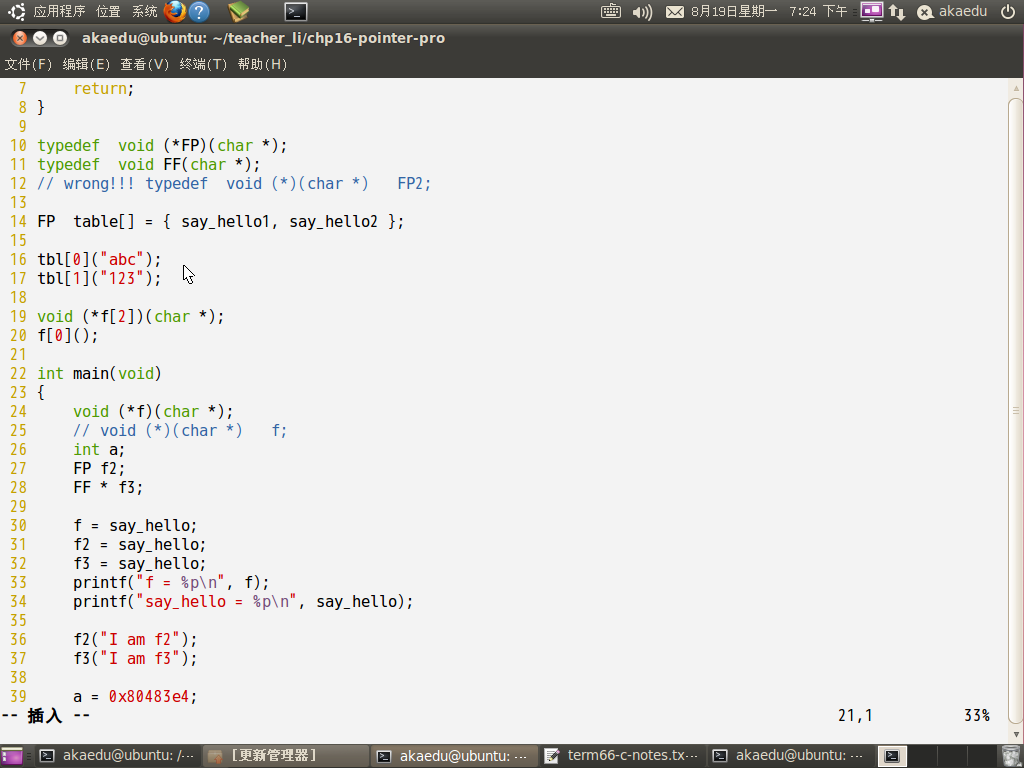 应用程序 位置 系统 8月19日星期一 7:24 下午 akaedu
akaedu@ubuntu: ~/teacher_li/chp16-pointer-pro
文件(F) 编辑(E) 查看(V) 终端(T) 帮助(H)
7     return;
8 }
9
10 typedef  void (*FP)(char *);
11 typedef  void FF(char *);
12 // wrong!!! typedef  void (*)(char *)   FP2;
13
14 FP  table[] = { say_hello1, say_hello2 };
15
16 tbl[0]("abc");
17 tbl[1]("123");
18
19 void (*f[2])(char *);
20 f[0]();
21
22 int main(void)
23 {
24     void (*f)(char *);
25     // void (*)(char *)   f;
26     int a;
27     FP f2;
28     FF * f3;
29
30     f = say_hello;
31     f2 = say_hello;
32     f3 = say_hello;
33     printf("f = %p\n", f);
34     printf("say_hello = %p\n", say_hello);
35
36     f2("I am f2");
37     f3("I am f3");
38
39     a = 0x80483e4;
-- 插入 -- 21,1 33%
akaedu@ubuntu: /··· [更新管理器] akaedu@ubuntu: ··· term66-c-notes.tx··· akaedu@ubuntu: ···